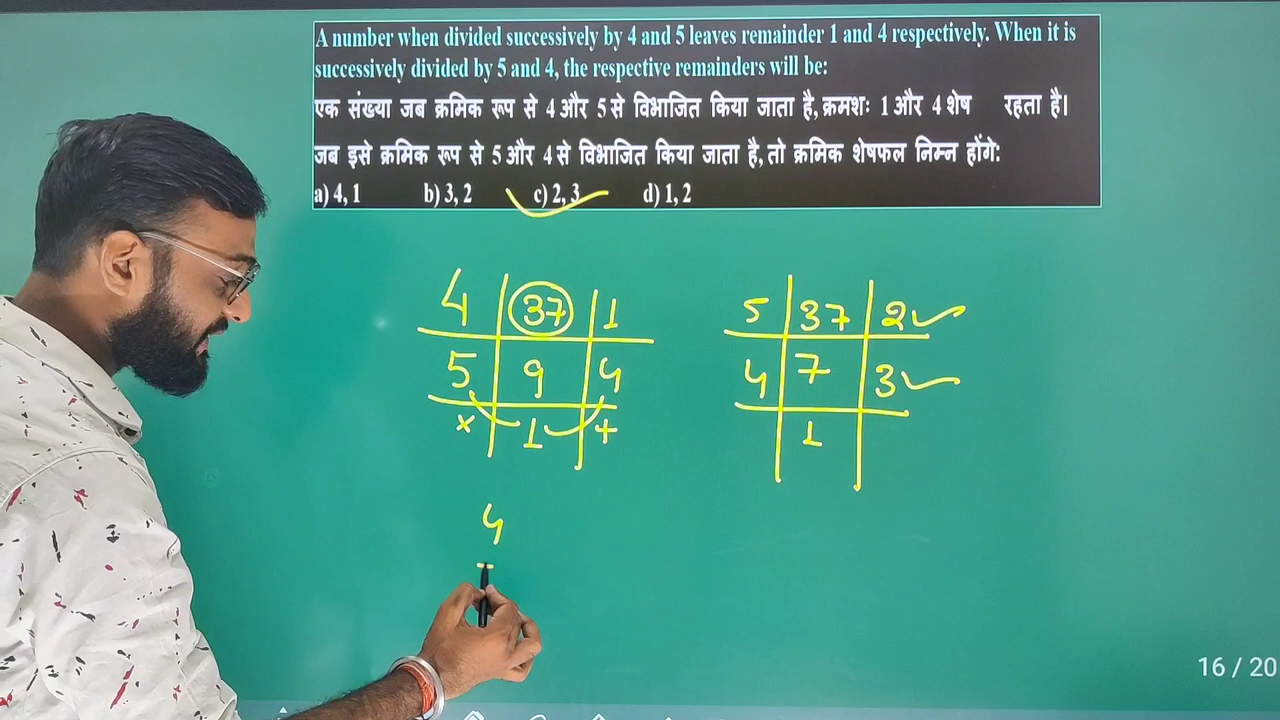 A number when divided successively by 4 and 5 leaves remainder 1 and 4 respectively. When it is
successively divided by 5 and 4, the respective remainders will be:
एक संख्या जब क्रमिक रूप से 4 और 5 से विभाजित किया जाता है, क्रमशः 1 और 4 शेष रहता है।
जब इसे क्रमिक रूप से 5 और 4 से विभाजित किया जाता है, तो क्रमिक शेषफल निम्न होंगे:
a) 4, 1 b) 3, 2 c) 2, 3 d) 1, 2
4 37 1
5 9 4
× 1 +
4
5 37 2
4 7 3
1
16 / 20